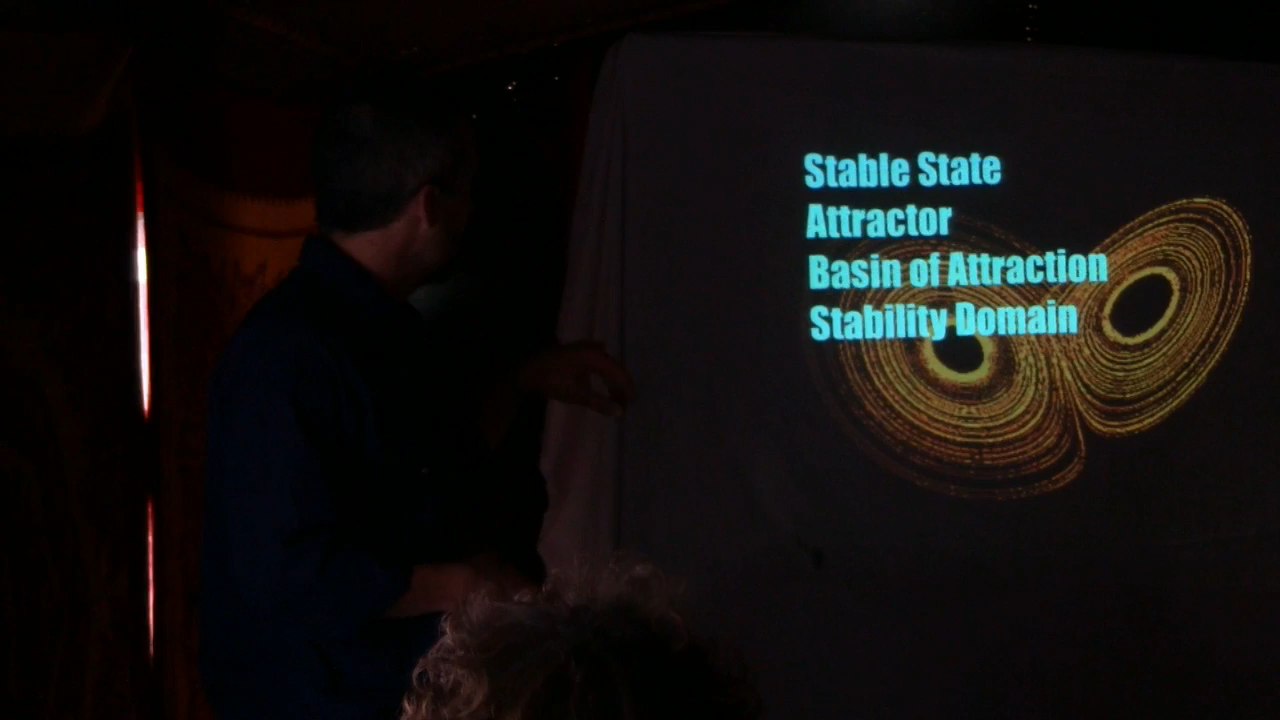 Stable State
Attractor
Basin of Attraction
Stability Domain